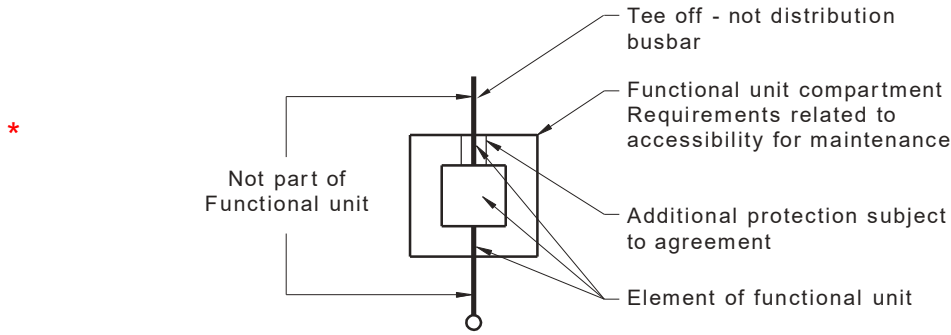 Tee off - not distribution
busbar
Functional unit compartment
Requirements related to
accessibility for maintenance
*
Not part of
Functional unit
Additional protection subject
to agreement
Element of functional unit